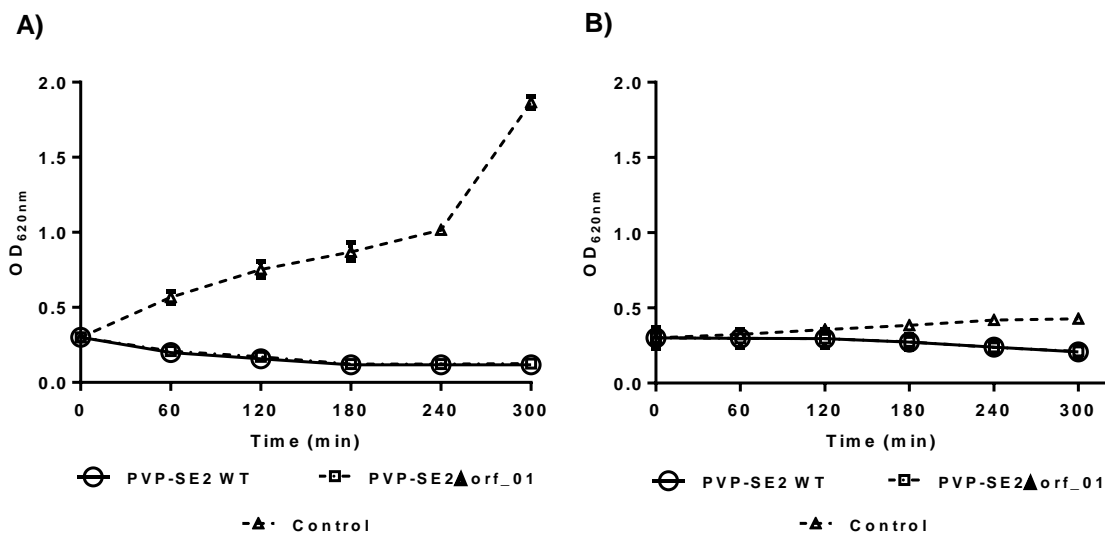 A)
B)
2.0
1.5
1.0
0.5
0.0
OD620nm
0 60 120 180 240 300
Time (min)
PVP-SE2 WT PVP-SE2▲orf_01
Control
2.0
1.5
1.0
0.5
0.0
OD620nm
0 60 120 180 240 300
Time (min)
PVP-SE2 WT PVP-SE2▲orf_01
Control